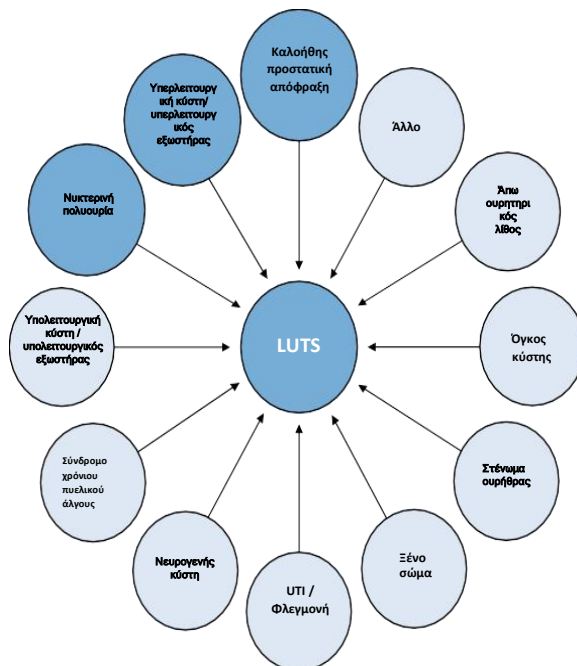 Καλοήθης
προστατική
απόφραξη
Άλλο
Άπω
ουρητηρι
κός
λίθος
Όγκος
κύστης
Στένωμα
ουρήθρας
Ξένο
σώμα
UTI /
Φλεγμονή
Νευρογενής
κύστη
Σύνδρομο
χρόνιου
πυελικού
άλγους
Υπολειτουργική
κύστη /
υπολειτουργικός
εξωστήρας
Νυκτερινή
πολυουρία
Υπερλειτουργ
ική κύστη/
υπερλειτουργ
ικός
εξωστήρας
LUTS